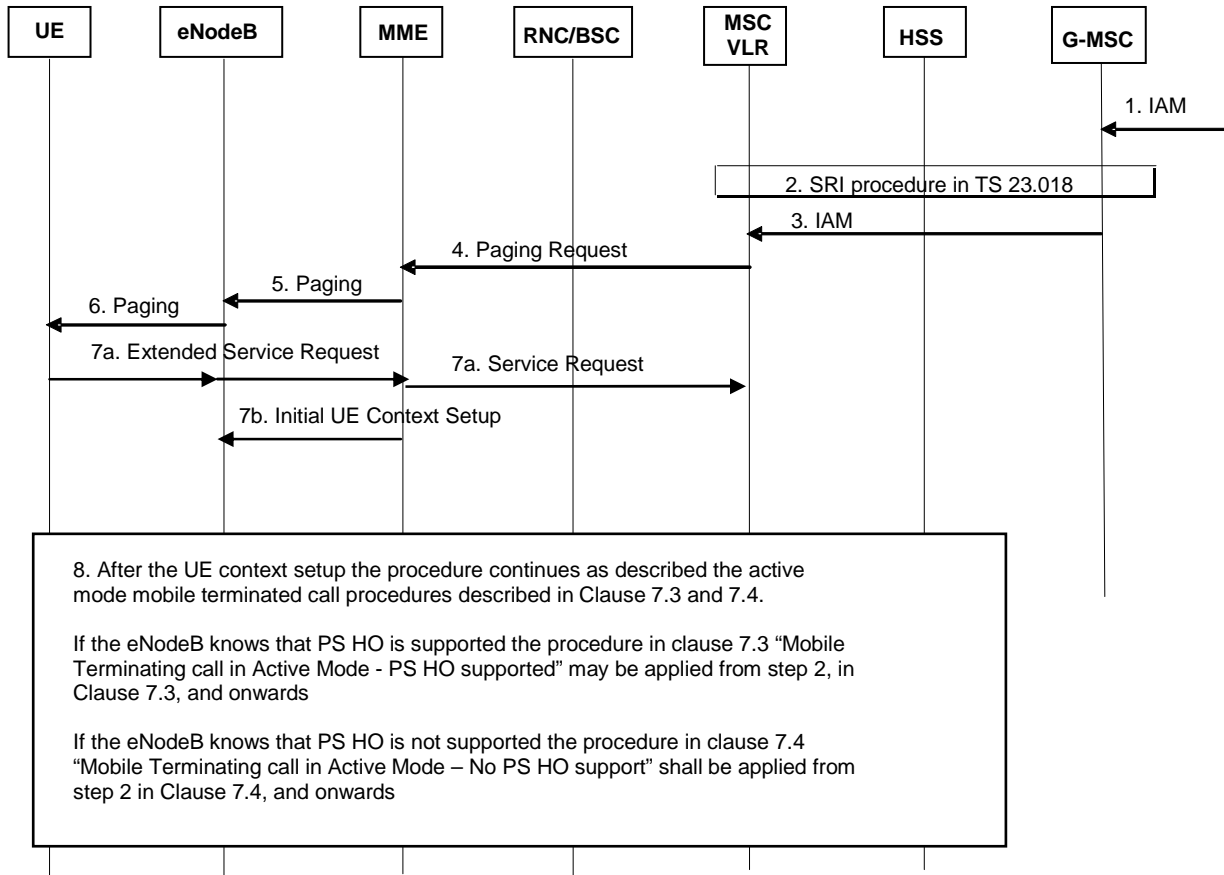 UE
eNodeB
MME
RNC/BSC
MSC
VLR
HSS
G-MSC
1. IAM
2. SRI procedure in TS 23.018
3. IAM
4. Paging Request
5. Paging
6. Paging
7a. Extended Service Request
7a. Service Request
7b. Initial UE Context Setup
8. After the UE context setup the procedure continues as described the active
mode mobile terminated call procedures described in Clause 7.3 and 7.4.
If the eNodeB knows that PS HO is supported the procedure in clause 7.3 “Mobile
Terminating call in Active Mode - PS HO supported” may be applied from step 2, in
Clause 7.3, and onwards
If the eNodeB knows that PS HO is not supported the procedure in clause 7.4
“Mobile Terminating call in Active Mode – No PS HO support” shall be applied from
step 2 in Clause 7.4, and onwards